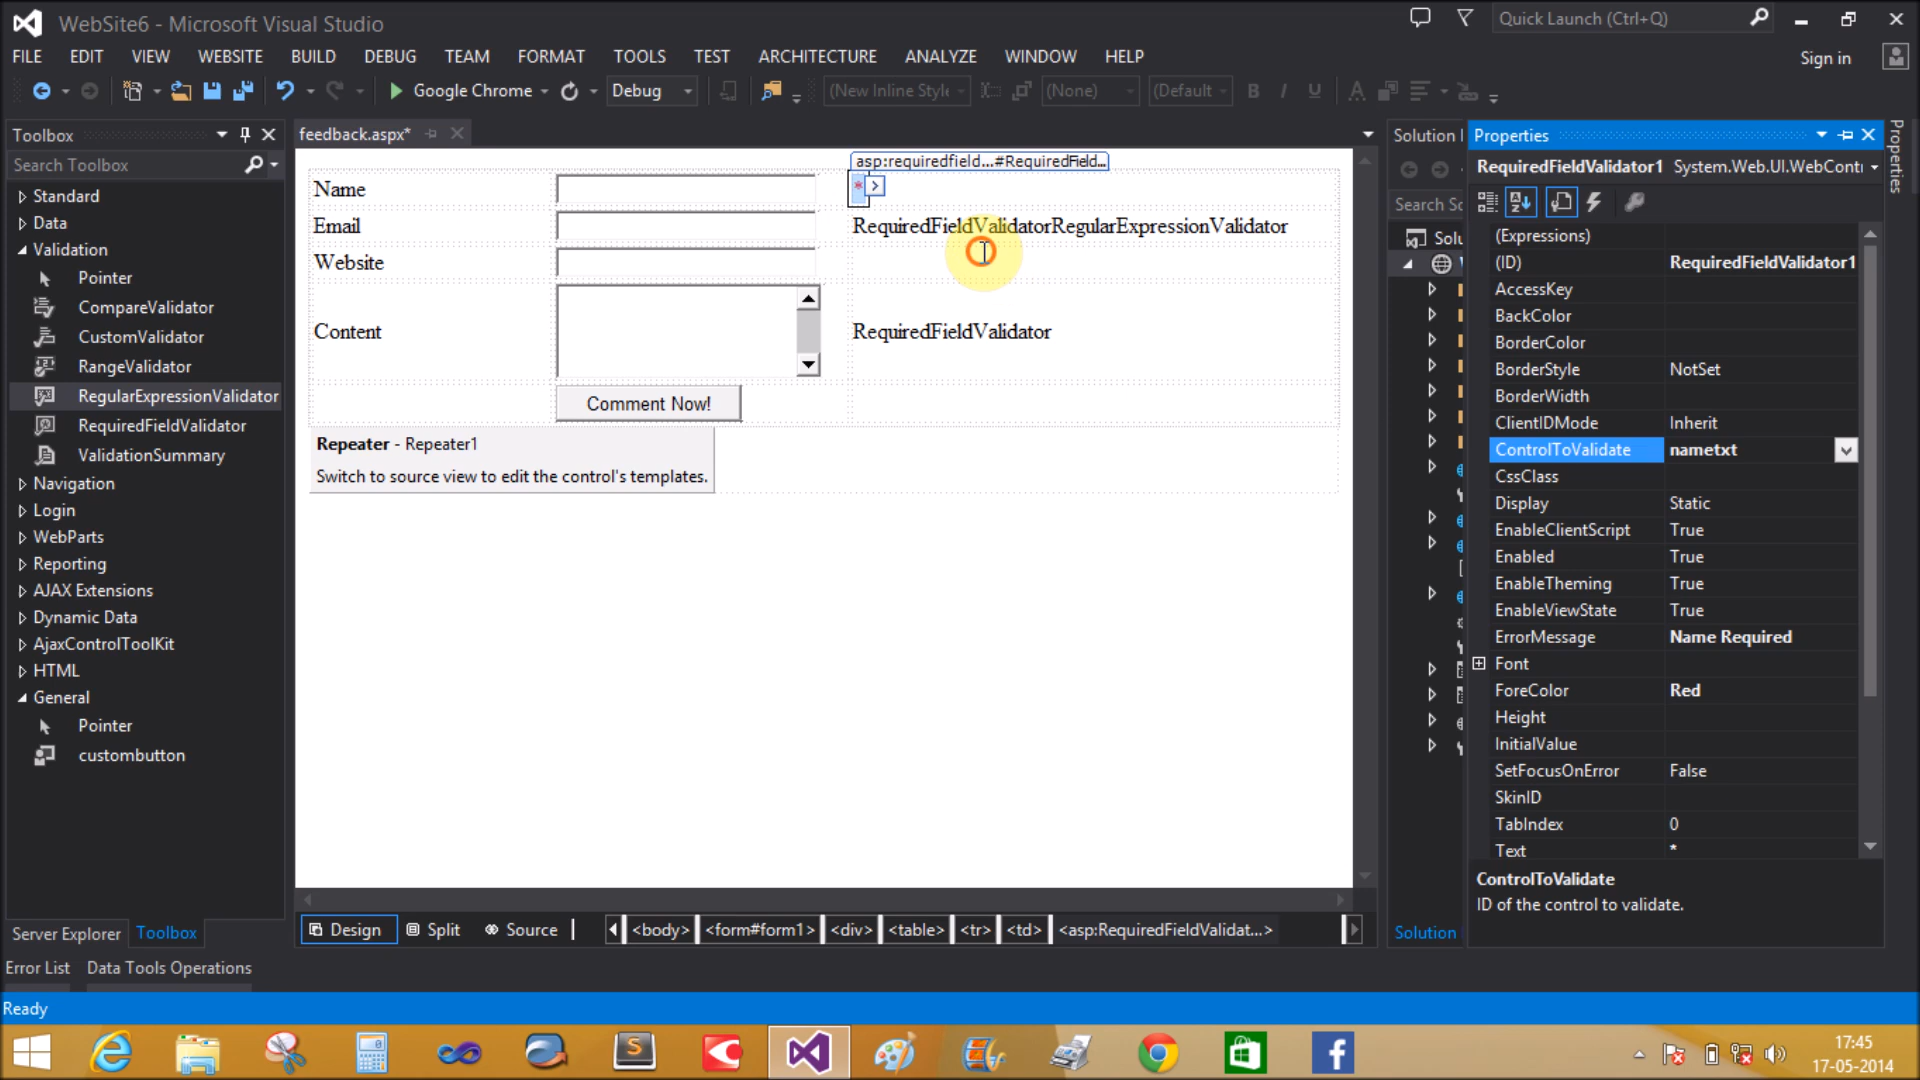 WebSite6 - Microsoft Visual Studio
Quick Launch (Ctrl+Q)
FILE EDIT VIEW WEBSITE BUILD DEBUG TEAM FORMAT TOOLS TEST ARCHITECTURE ANALYZE WINDOW HELP
Sign in
Google Chrome Debug (New Inline Style (None) (Default B I U A
Toolbox
Search Toolbox
Standard
Data
Validation
Pointer
CompareValidator
CustomValidator
RangeValidator
RegularExpressionValidator
RequiredFieldValidator
ValidationSummary
Navigation
Login
WebParts
Reporting
AJAX Extensions
Dynamic Data
AjaxControlToolKit
HTML
General
Pointer
custombutton
Server Explorer Toolbox
feedback.aspx*
asp:requiredfield...#RequiredField...
Name *
Email RequiredFieldValidatorRegularExpressionValidator
Website
Content RequiredFieldValidator
Comment Now!
Repeater - Repeater1
Switch to source view to edit the control's templates.
Design Split Source <body> <form#form1> <div> <table> <tr> <td> <asp:RequiredFieldValidat...>
Solution
Search So
Solu
Solution
Properties
RequiredFieldValidator1 System.Web.UI.WebContr
(Expressions)
(ID) RequiredFieldValidator1
AccessKey
BackColor
BorderColor
BorderStyle NotSet
BorderWidth
ClientIDMode Inherit
ControlToValidate nametxt
CssClass
Display Static
EnableClientScript True
Enabled True
EnableTheming True
EnableViewState True
ErrorMessage Name Required
Font
ForeColor Red
Height
InitialValue
SetFocusOnError False
SkinID
TabIndex 0
Text *
ControlToValidate
ID of the control to validate.
Properties
Error List Data Tools Operations
Ready
17:45
17-05-2014